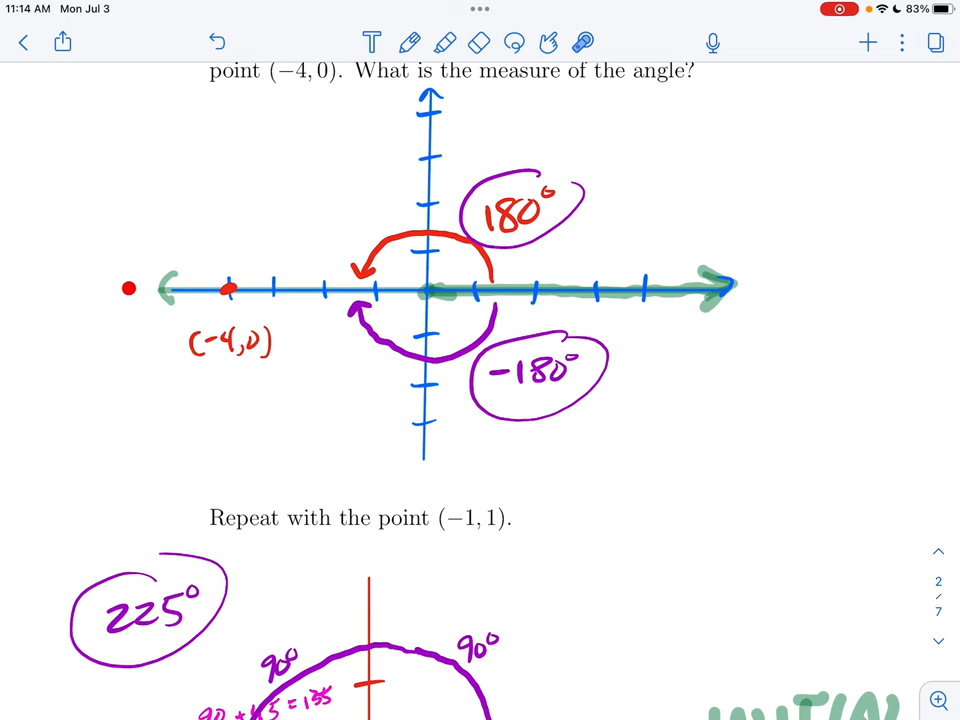 11:14 AM Mon Jul 3
83%
T
point (−4, 0). What is the measure of the angle?
180°
(-4,0)
-180°
Repeat with the point (−1, 1).
225°
90°
90°
2
/
7